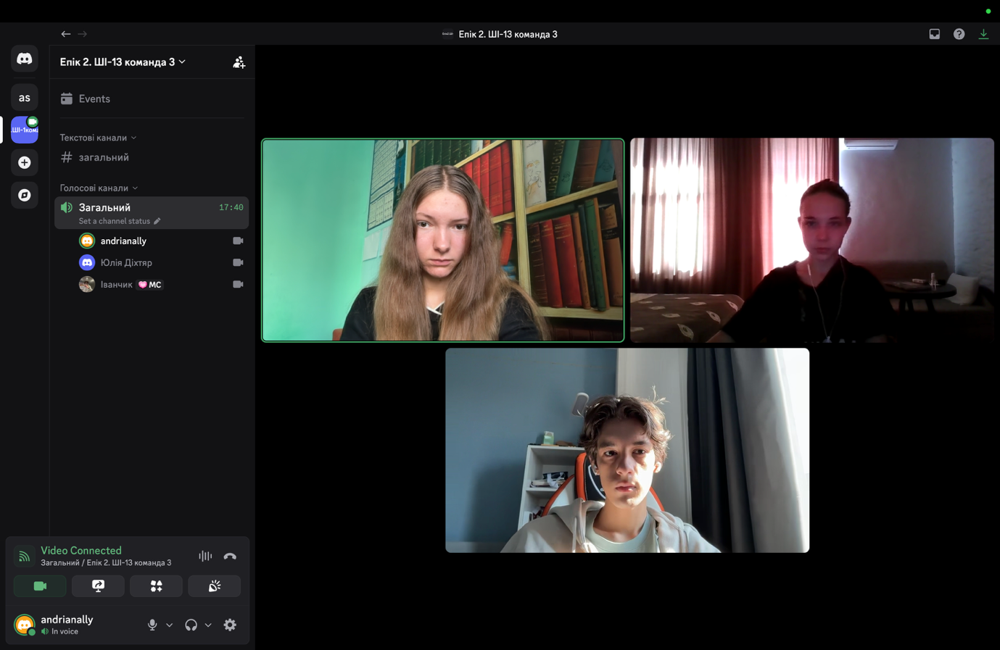 Епік 2. ШІ-13 команда 3
Епік 2. ШІ-13 команда 3
as
Events
Текстові канали
загальний
Голосові канали
Загальний 17:40
Set a channel status
andrianally
Юлія Діхтяр
Іванчик MC
Video Connected
Загальний / Епік 2. ШІ-13 команда 3
andrianally
In voice